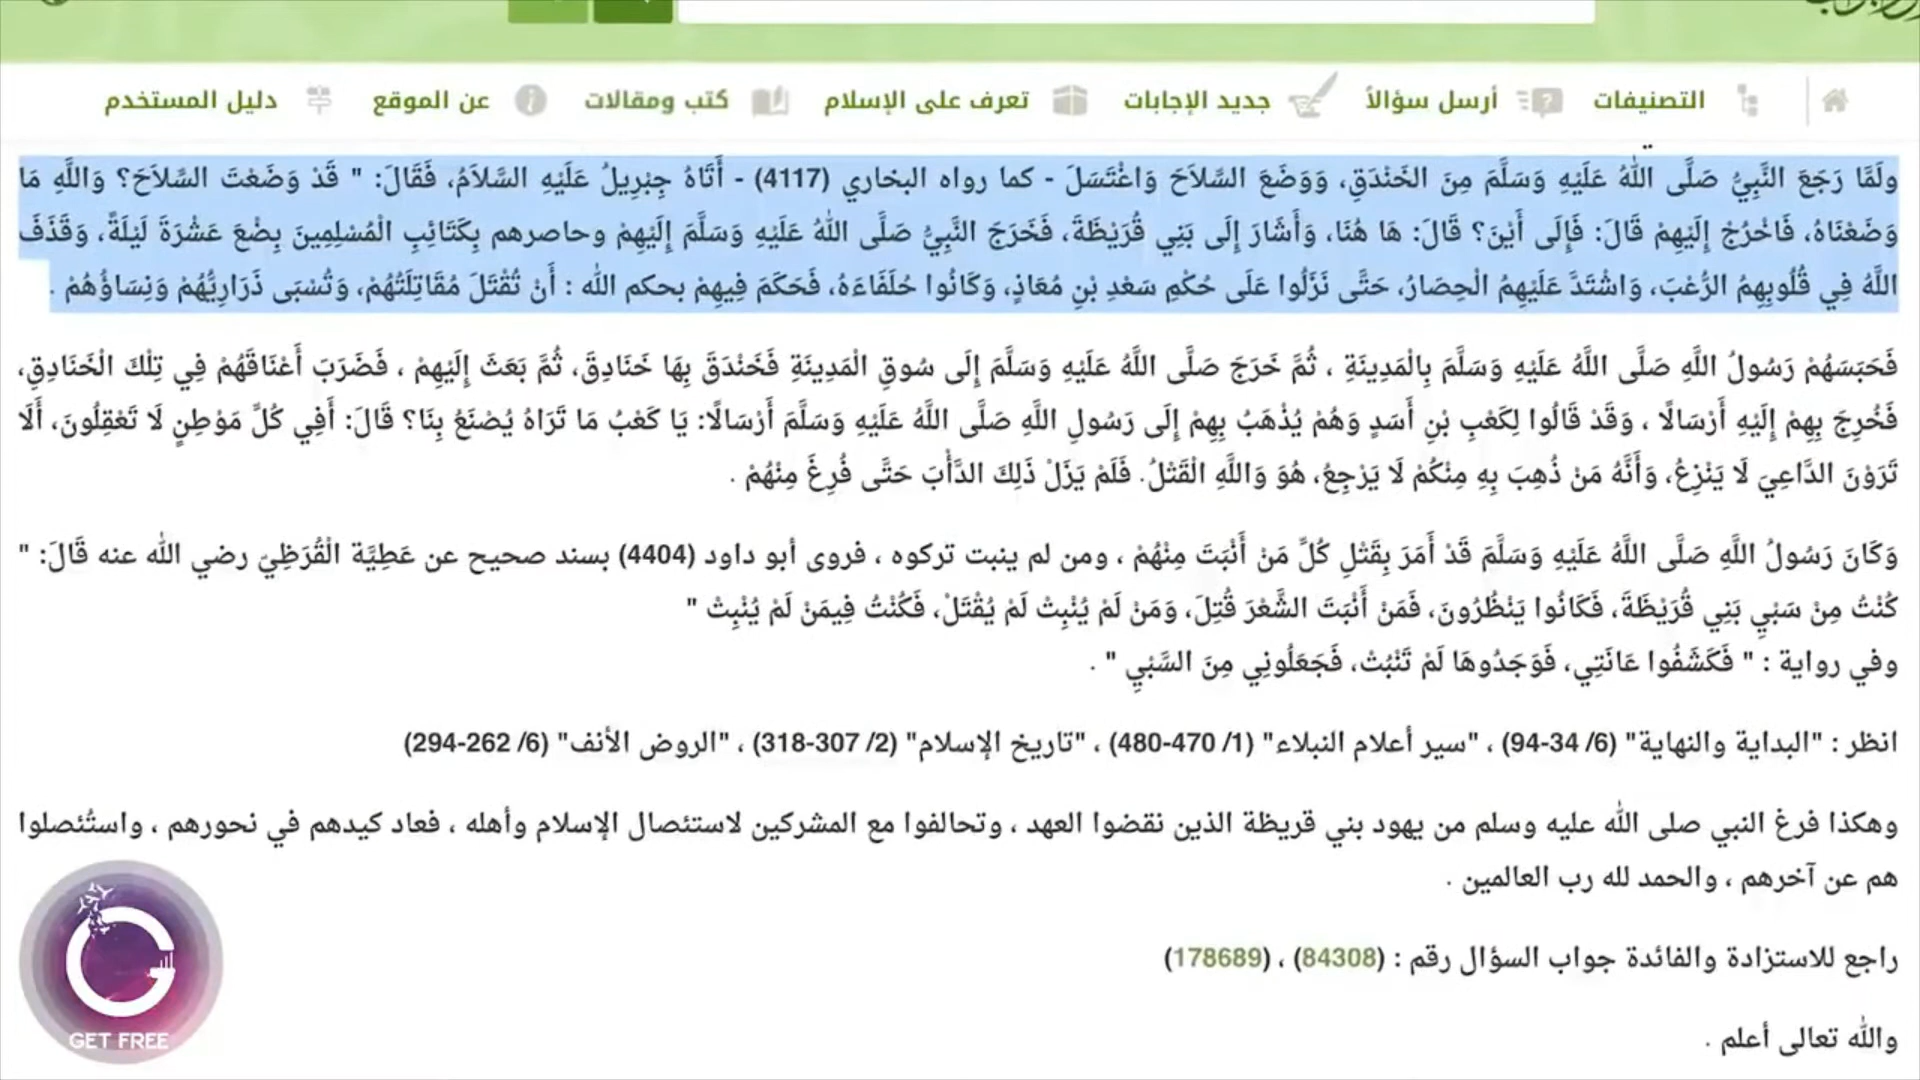 التصنيفات
أرسل سؤالاً
جديد الإجابات
تعرف على الإسلام
كتب ومقالات
عن الموقع
دليل المستخدم
ولَمَّا رَجَعَ النَّبِيُّ صَلَّى اللهُ عَلَيْهِ وَسَلَّمَ مِنَ الخَنْدَقِ، وَوَضَعَ السِّلاَحَ وَاغْتَسَلَ - كما رواه البخاري (4117) - أَتَاهُ جِبْرِيلُ عَلَيْهِ السَّلاَمُ، فَقَالَ: " قَدْ وَضَعْتَ السِّلاَحَ؟ وَاللَّهِ مَا
وَضَعْنَاهُ، فَاخْرُجْ إِلَيْهِمْ قَالَ: فَإِلَى أَيْنَ؟ قَالَ: هَا هُنَا، وَأَشَارَ إِلَى بَنِي قُرَيْظَةَ، فَخَرَجَ النَّبِيُّ صَلَّى اللهُ عَلَيْهِ وَسَلَّمَ إِلَيْهِمْ وحاصرهم بِكَتَائِبِ الْمُسْلِمِينَ بِضْعَ عَشْرَةَ لَيْلَةً، وَقَذَفَ
اللَّهُ فِي قُلُوبِهِمُ الرُّعْبَ، وَاشْتَدَّ عَلَيْهِمُ الْحِصَارُ، حَتَّى نَزَلُوا عَلَى حُكْمِ سَعْدِ بْنِ مُعَاذٍ، وَكَانُوا حُلَفَاءَهُ، فَحَكَمَ فِيهِمْ بحكم الله : أَنْ تُقْتَلَ مُقَاتِلَتُهُمْ، وَتُسْبَى ذَرَارِيُّهُمْ وَنِسَاؤُهُمْ .
فَحَبَسَهُمْ رَسُولُ اللَّهِ صَلَّى اللَّهُ عَلَيْهِ وَسَلَّمَ بِالْمَدِينَةِ ، ثُمَّ خَرَجَ صَلَّى اللَّهُ عَلَيْهِ وَسَلَّمَ إِلَى سُوقِ الْمَدِينَةِ فَخَنْدَقَ بِهَا خَنَادِقَ، ثُمَّ بَعَثَ إِلَيْهِمْ ، فَضَرَبَ أَعْنَاقَهُمْ فِي تِلْكَ الْخَنَادِقِ،
فَخُرِجَ بِهِمْ إِلَيْهِ أَرْسَالًا ، وَقَدْ قَالُوا لِكَعْبِ بْنِ أَسَدٍ وَهُمْ يُذْهَبُ بِهِمْ إِلَى رَسُولِ اللَّهِ صَلَّى اللَّهُ عَلَيْهِ وَسَلَّمَ أَرْسَالًا: يَا كَعْبُ مَا تَرَاهُ يُصْنَعُ بِنَا؟ قَالَ: أَفِي كُلِّ مَوْطِنٍ لَا تَعْقِلُونَ، أَلَا
تَرَوْنَ الدَّاعِيَ لَا يَنْزِعُ، وَأَنَّهُ مَنْ ذُهِبَ بِهِ مِنْكُمْ لَا يَرْجِعُ، هُوَ وَاللَّهِ الْقَتْلُ. فَلَمْ يَزَلْ ذَلِكَ الدَّأْبَ حَتَّى فُرِغَ مِنْهُمْ .
وَكَانَ رَسُولُ اللَّهِ صَلَّى اللَّهُ عَلَيْهِ وَسَلَّمَ قَدْ أَمَرَ بِقَتْلِ كُلِّ مَنْ أَنْبَتَ مِنْهُمْ ، ومن لم ينبت تركوه ، فروى أبو داود (4404) بسند صحيح عن عَطِيَّة الْقُرَظِيّ رضي الله عنه قَالَ: "
كُنْتُ مِنْ سَبْيِ بَنِي قُرَيْظَةَ، فَكَانُوا يَنْظُرُونَ، فَمَنْ أَنْبَتَ الشَّعْرَ قُتِلَ، وَمَنْ لَمْ يُنْبِتْ لَمْ يُقْتَلْ، فَكُنْتُ فِيمَنْ لَمْ يُنْبِتْ "
وفي رواية : " فَكَشَفُوا عَانَتِي، فَوَجَدُوهَا لَمْ تَنْبُتْ، فَجَعَلُونِي مِنَ السَّبْيِ " .
انظر : "البداية والنهاية" (6/ 34-94) ، "سير أعلام النبلاء" (1/ 470-480) ، "تاريخ الإسلام" (2/ 307-318) ، "الروض الأنف" (6/ 262-294)
وهكذا فرغ النبي صلى الله عليه وسلم من يهود بني قريظة الذين نقضوا العهد ، وتحالفوا مع المشركين لاستئصال الإسلام وأهله ، فعاد كيدهم في نحورهم ، واستُئصلوا
هم عن آخرهم ، والحمد لله رب العالمين .
راجع للاستزادة والفائدة جواب السؤال رقم : (84308) ، (178689)
والله تعالى أعلم .
GET FREE